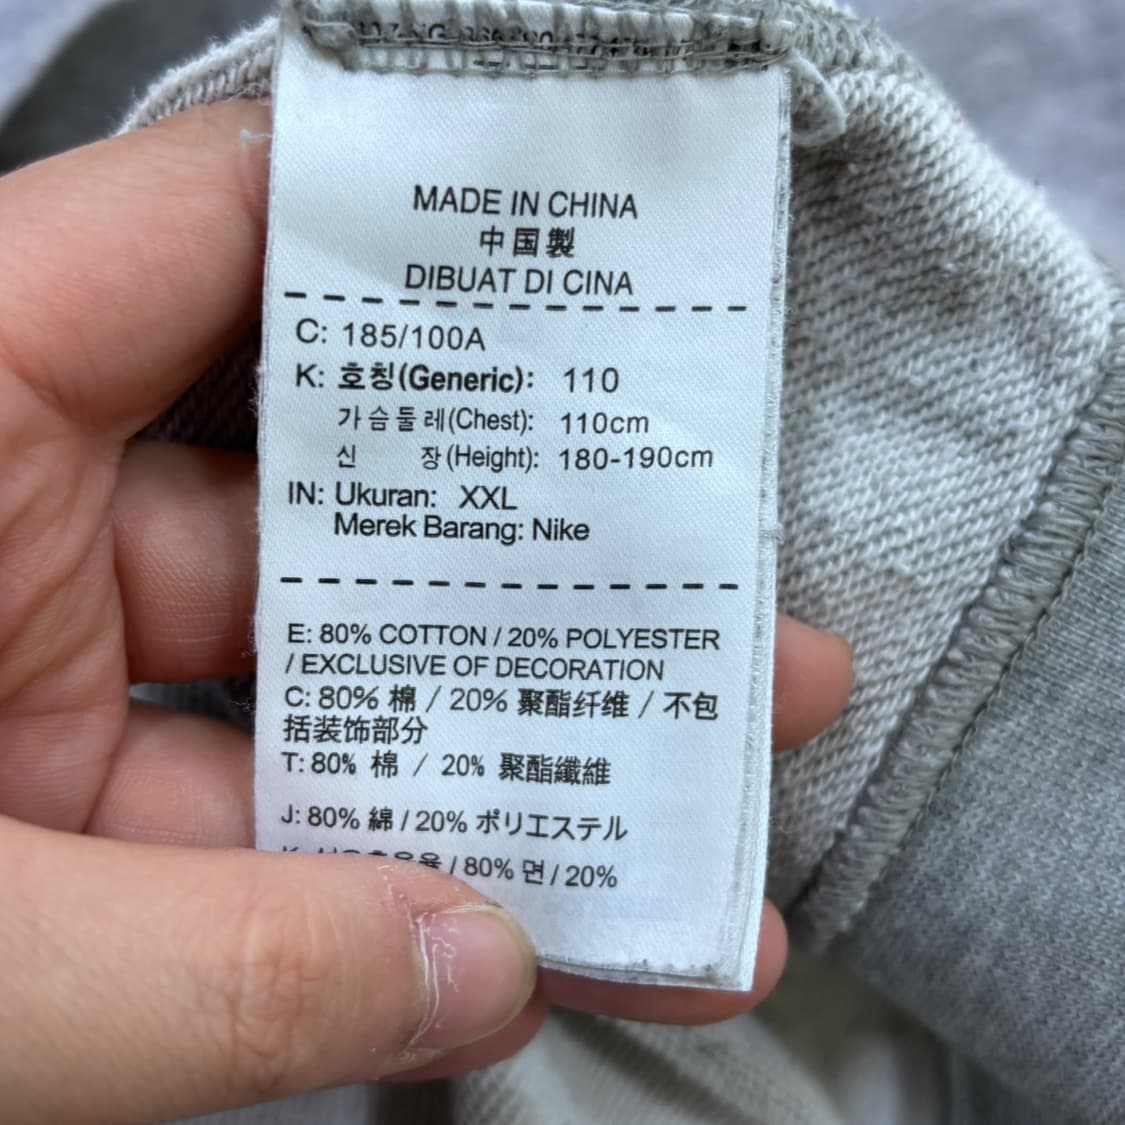 MADE IN CHINA
中国製
DIBUAT DI CINA
C: 185/100A
K: 호칭(Generic): 110
가슴둘레(Chest): 110cm
신 장(Height): 180-190cm
IN: Ukuran: XXL
Merek Barang: Nike
E: 80% COTTON / 20% POLYESTER
/ EXCLUSIVE OF DECORATION
C: 80% 棉 / 20% 聚酯纤维 / 不包
括装饰部分
T: 80% 棉 / 20% 聚酯纖維
J: 80% 綿 / 20% ポリエステル
/ 80% 면 / 20%